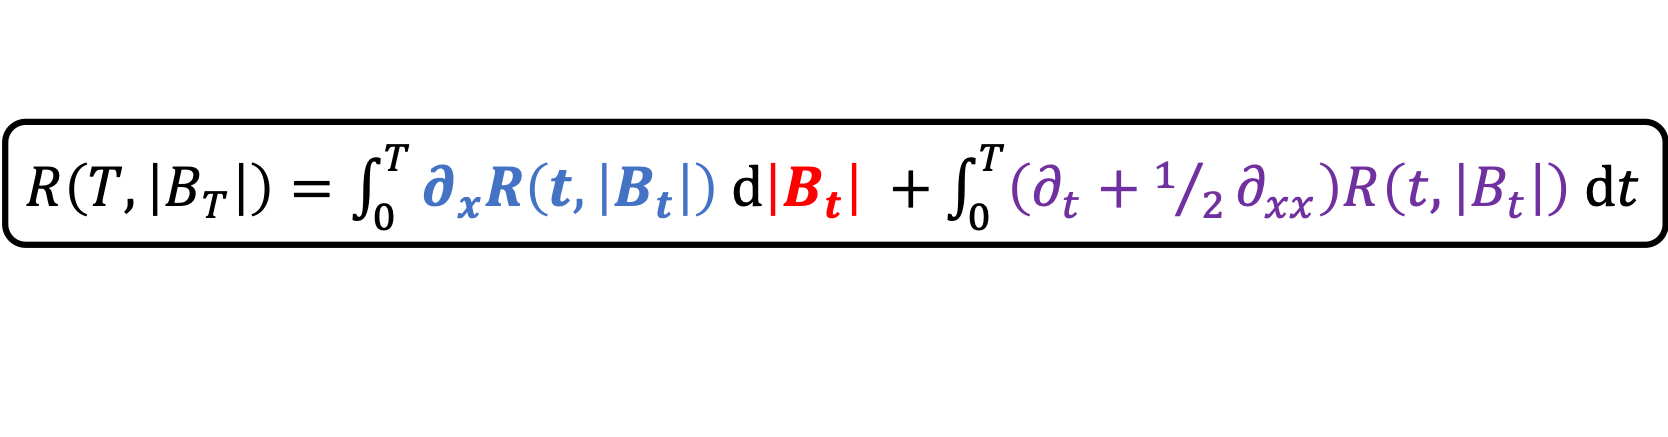 R(T, |B_T|) = ∫_0^T ∂_x R(t, |B_t|) d|B_t| + ∫_0^T (∂_t + 1/2 ∂_xx) R(t, |B_t|) dt